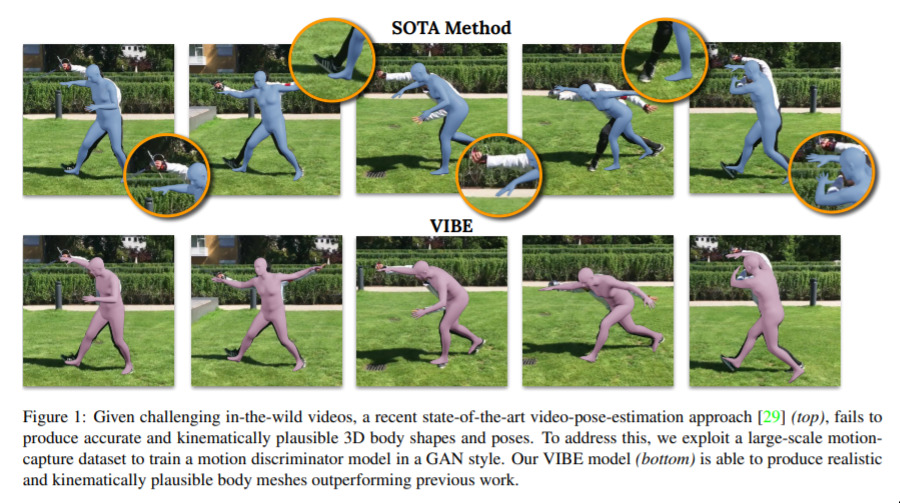 SOTA Method
VIBE
Figure 1: Given challenging in-the-wild videos, a recent state-of-the-art video-pose-estimation approach [29] (top), fails to
produce accurate and kinematically plausible 3D body shapes and poses. To address this, we exploit a large-scale motion-
capture dataset to train a motion discriminator model in a GAN style. Our VIBE model (bottom) is able to produce realistic
and kinematically plausible body meshes outperforming previous work.